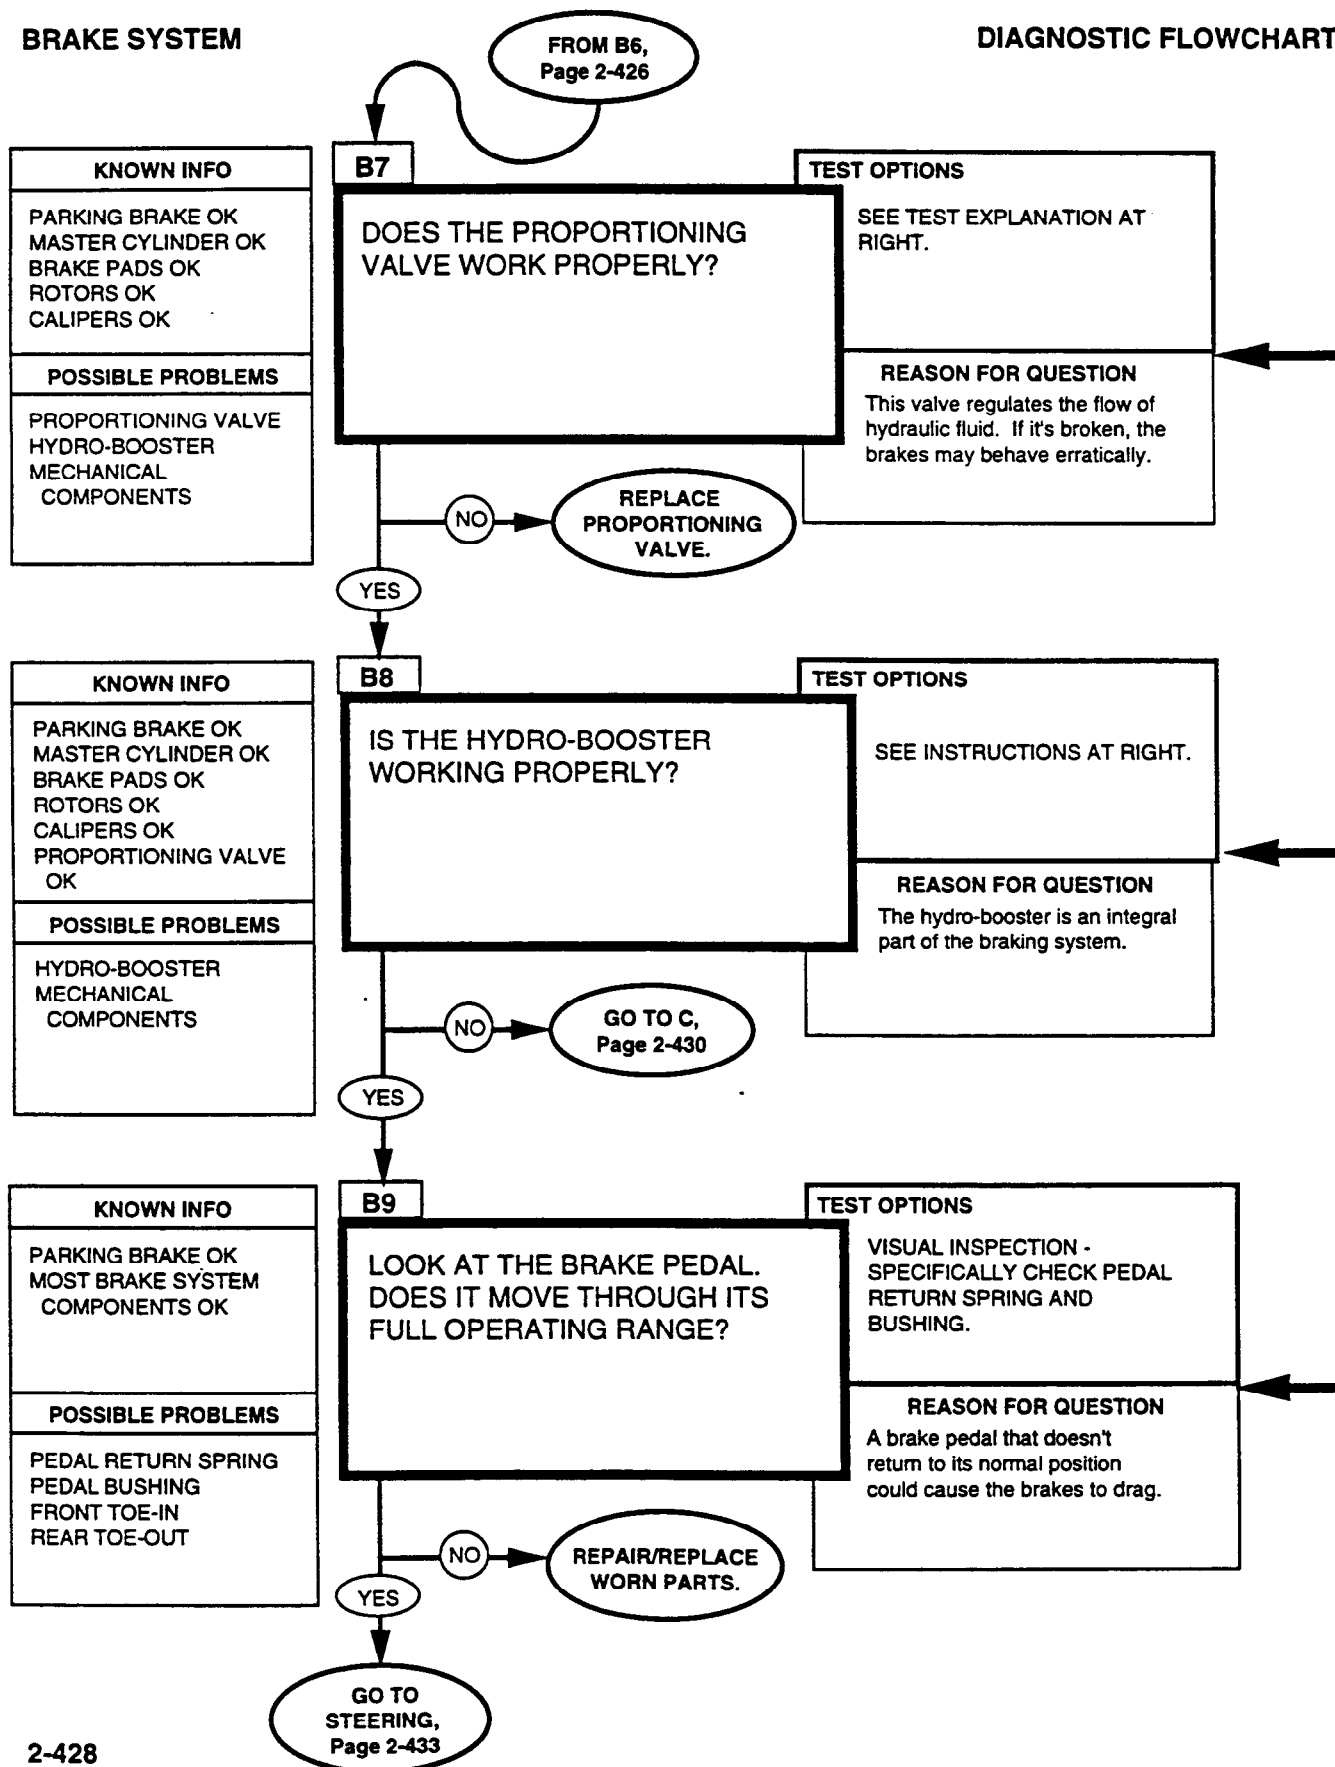 BRAKE SYSTEM
DIAGNOSTIC FLOWCHART
FROM B6,
Page 2-426
KNOWN INFO
PARKING BRAKE OK
MASTER CYLINDER OK
BRAKE PADS OK
ROTORS OK
CALIPERS OK
POSSIBLE PROBLEMS
PROPORTIONING VALVE
HYDRO-BOOSTER
MECHANICAL
COMPONENTS
B7
DOES THE PROPORTIONING
VALVE WORK PROPERLY?
TEST OPTIONS
SEE TEST EXPLANATION AT
RIGHT.
REASON FOR QUESTION
This valve regulates the flow of
hydraulic fluid. If it's broken, the
brakes may behave erratically.
NO
REPLACE
PROPORTIONING
VALVE.
YES
KNOWN INFO
PARKING BRAKE OK
MASTER CYLINDER OK
BRAKE PADS OK
ROTORS OK
CALIPERS OK
PROPORTIONING VALVE
OK
POSSIBLE PROBLEMS
HYDRO-BOOSTER
MECHANICAL
COMPONENTS
B8
IS THE HYDRO-BOOSTER
WORKING PROPERLY?
TEST OPTIONS
SEE INSTRUCTIONS AT RIGHT.
REASON FOR QUESTION
The hydro-booster is an integral
part of the braking system.
NO
GO TO C,
Page 2-430
YES
KNOWN INFO
PARKING BRAKE OK
MOST BRAKE SYSTEM
COMPONENTS OK
POSSIBLE PROBLEMS
PEDAL RETURN SPRING
PEDAL BUSHING
FRONT TOE-IN
REAR TOE-OUT
B9
LOOK AT THE BRAKE PEDAL.
DOES IT MOVE THROUGH ITS
FULL OPERATING RANGE?
TEST OPTIONS
VISUAL INSPECTION -
SPECIFICALLY CHECK PEDAL
RETURN SPRING AND
BUSHING.
REASON FOR QUESTION
A brake pedal that doesn't
return to its normal position
could cause the brakes to drag.
NO
REPAIR/REPLACE
WORN PARTS.
YES
GO TO
STEERING,
Page 2-433
2-428